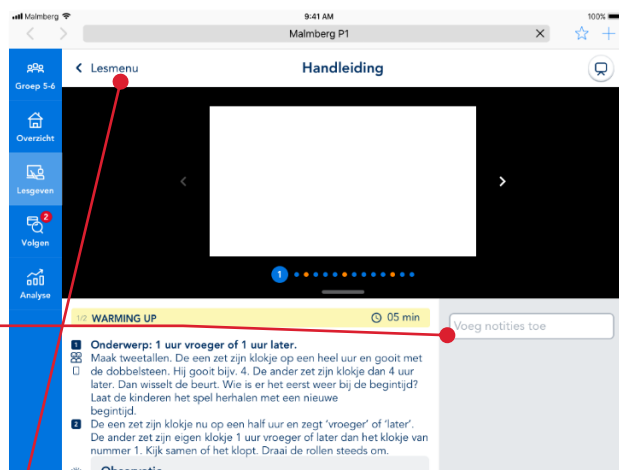 Malmberg
9:41 AM
100%
Malmberg P1
Lesmenu
Handleiding
Groep 5-6
Overzicht
Lesgeven
2
Volgen
Analyse
1
1/2 WARMING UP
05 min
Voeg notities toe
1 Onderwerp: 1 uur vroeger of 1 uur later.
Maak tweetallen. De een zet zijn klokje op een heel uur en gooit met
de dobbelsteen. Hij gooit bijv. 4. De ander zet zijn klokje dan 4 uur
later. Dan wisselt de beurt. Wie is er het eerst weer bij de begintijd?
Laat de kinderen het spel herhalen met een nieuwe
begintijd.
2 De een zet zijn klokje nu op een half uur en zegt 'vroeger' of 'later'.
De ander zet zijn eigen klokje 1 uur vroeger of later dan het klokje van
nummer 1. Kijk samen of het klopt. Draai de rollen steeds om.
Observatie